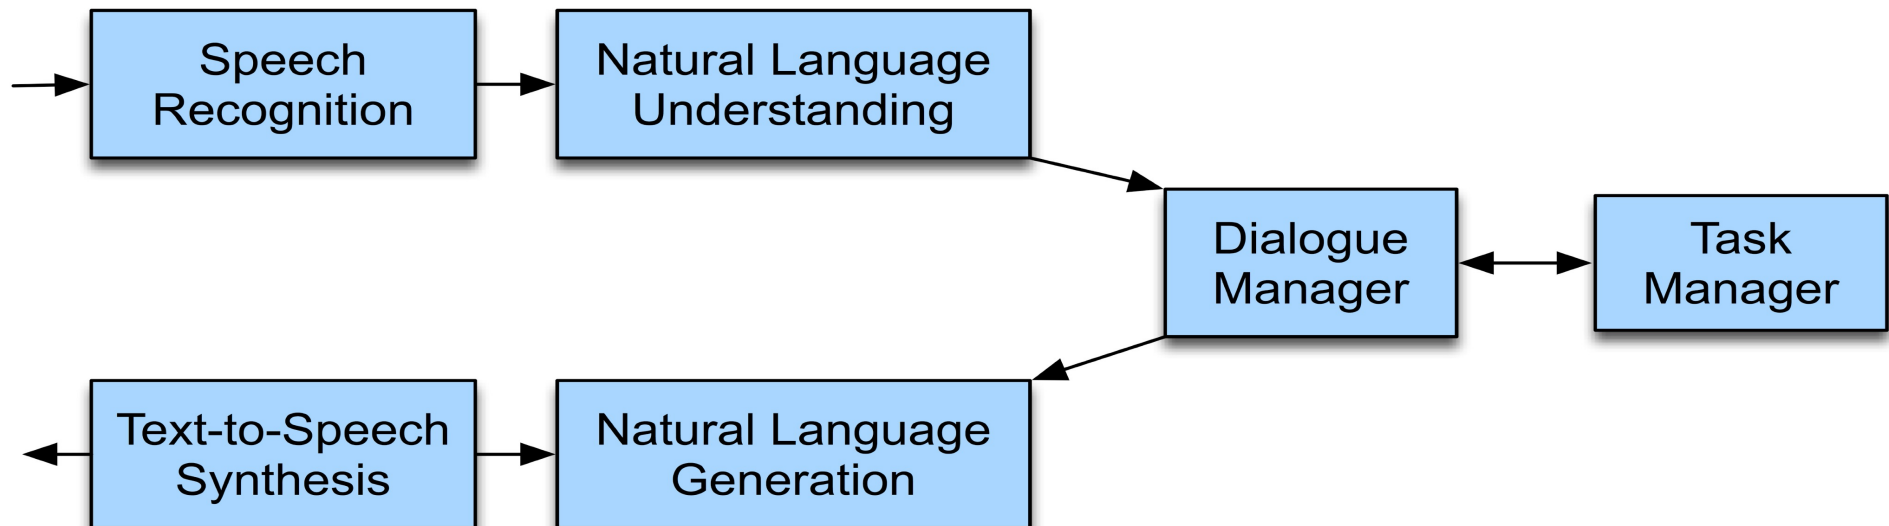 Speech
Recognition
Natural Language
Understanding
Dialogue
Manager
Task
Manager
Text-to-Speech
Synthesis
Natural Language
Generation